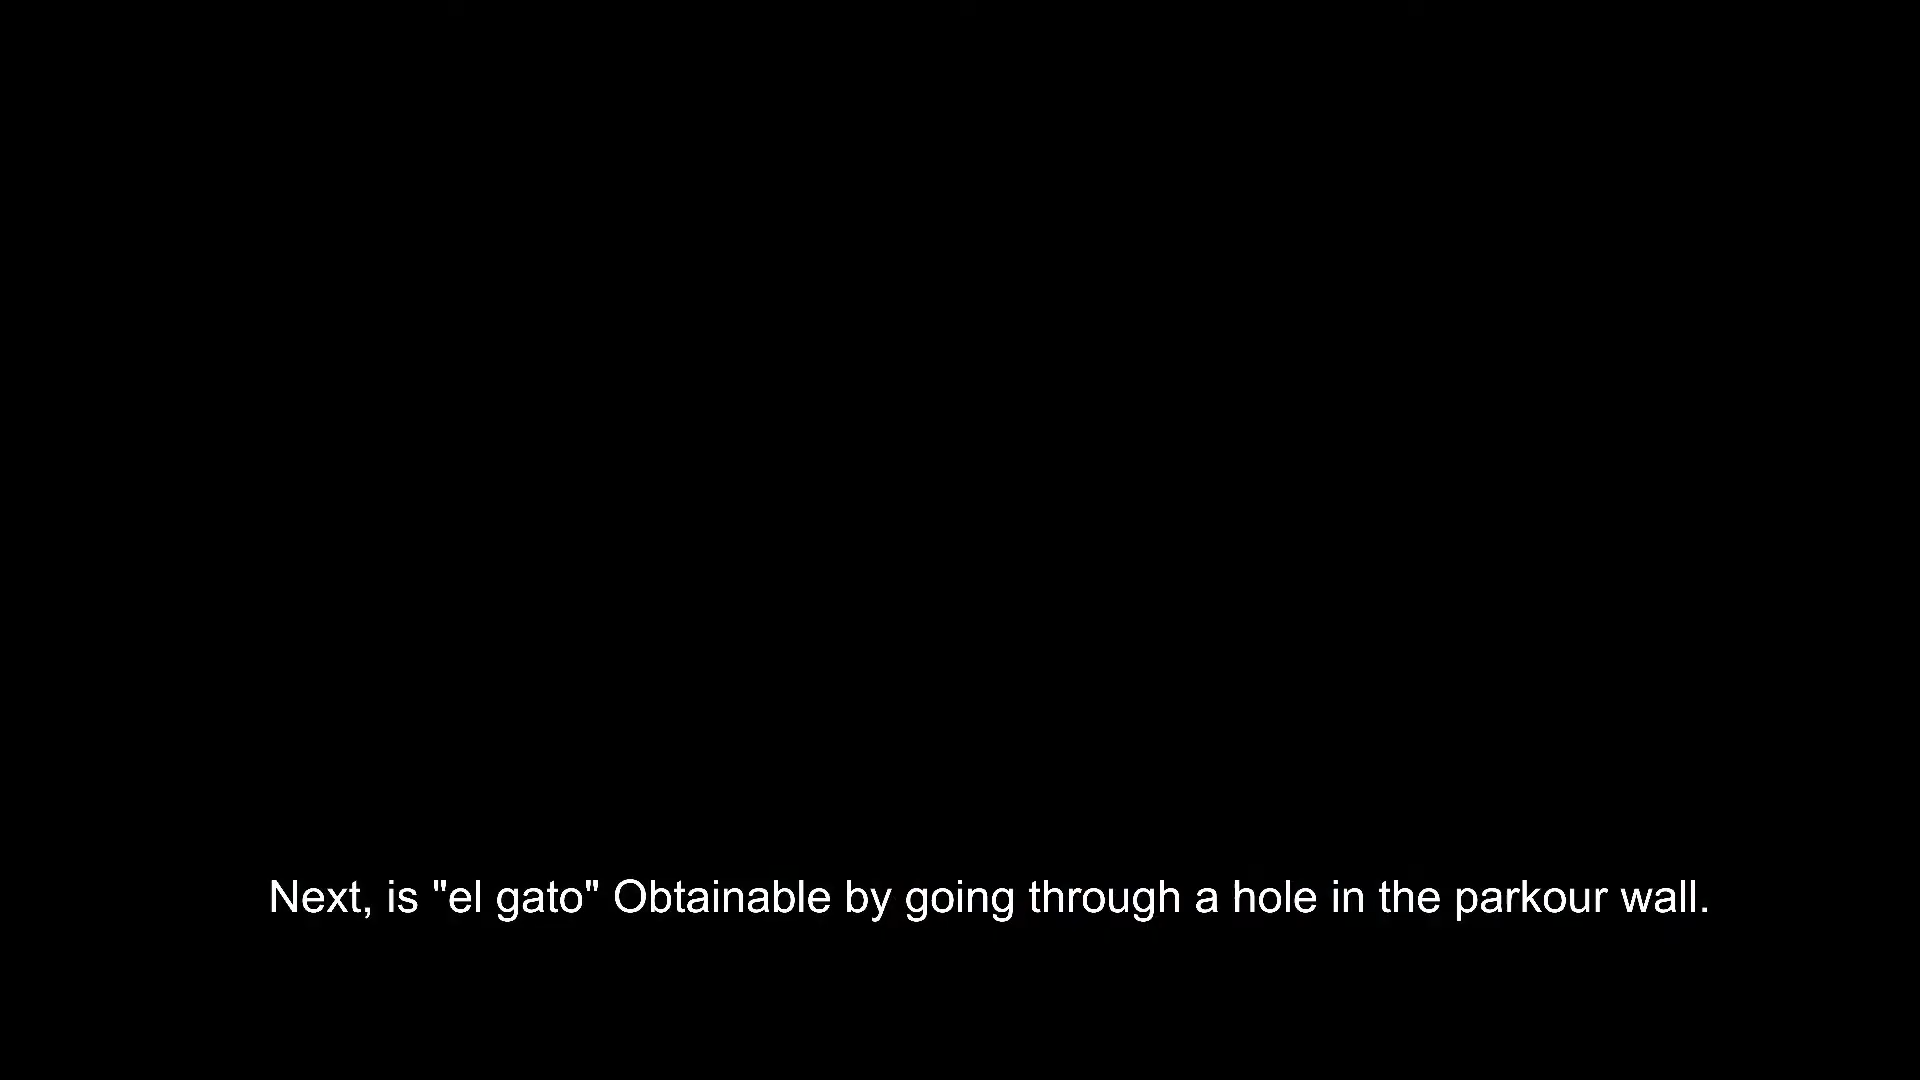 Next, is "el gato" Obtainable by going through a hole in the parkour wall.